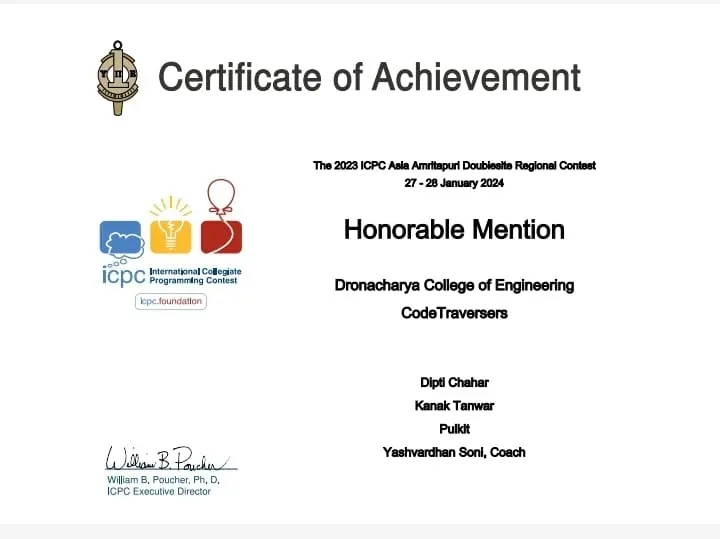 Certificate of Achievement
The 2023 ICPC Asia Amritapuri Doublesite Regional Contest
27 - 28 January 2024
Honorable Mention
Dronacharya College of Engineering
CodeTraversers
icpc International Collegiate
Programming Contest
icpc.foundation
Dipti Chahar
Kanak Tanwar
Pulkit
Yashvardhan Soni, Coach
William B. Poucher
William B. Poucher, Ph. D.
ICPC Executive Director